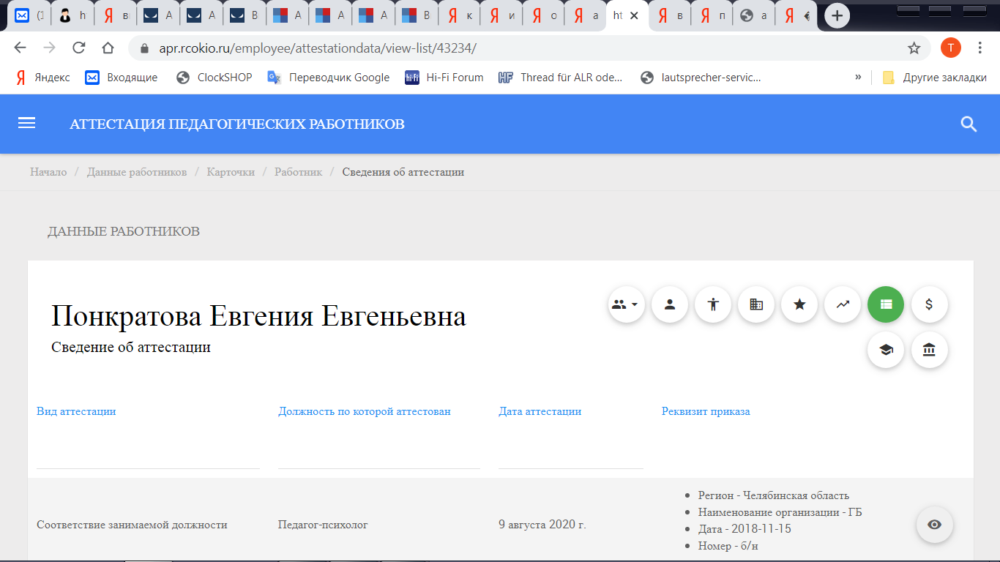 (1
h
в
А
А
В
А
А
А
В
к
и
о
а
ht
в
п
а
apr.rcokio.ru/employee/attestationdata/view-list/43234/
T
Яндекс
Входящие
ClockSHOP
Переводчик Google
Hi-Fi Forum
Thread für ALR ode...
lautsprecher-servic...
»
Другие закладки
АТТЕСТАЦИЯ ПЕДАГОГИЧЕСКИХ РАБОТНИКОВ
Начало / Данные работников / Карточки / Работник / Сведения об аттестации
ДАННЫЕ РАБОТНИКОВ
Понкратова Евгения Евгеньевна
Сведение об аттестации
Вид аттестации
Должность по которой аттестован
Дата аттестации
Реквизит приказа
Соответствие занимаемой должности
Педагог-психолог
9 августа 2020 г.
Регион - Челябинская область
Наименование организации - ГБ
Дата - 2018-11-15
Номер - б/н